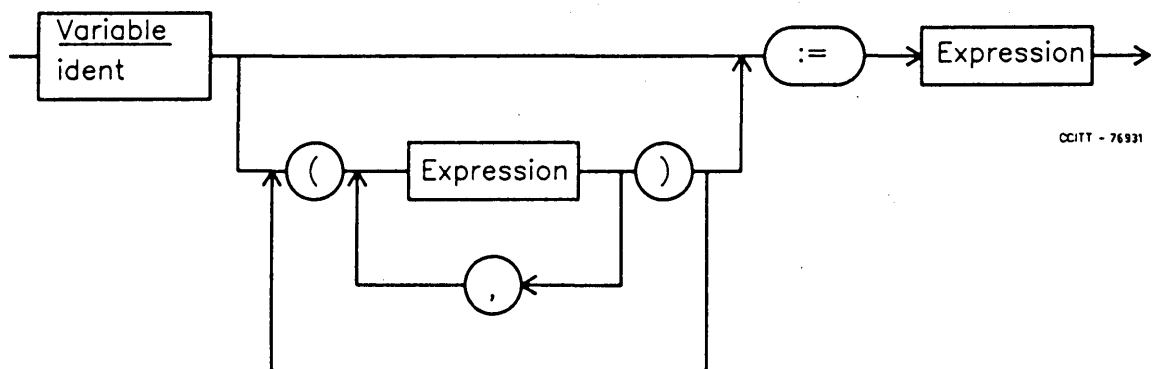 Variable
ident
:=
Expression
CCITT - 76931
(
Expression
)
,